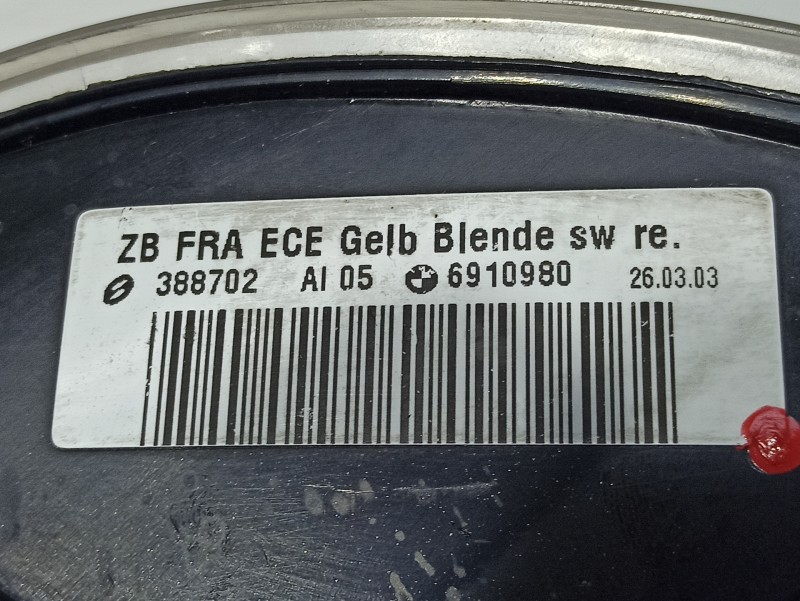 ZB FRA ECE Gelb Blende sw re.
388702 AI 05 6910980 26.03.03